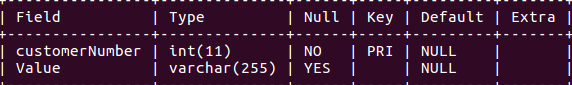 | Field | Type | Null | Key | Default | Extra |
+----------------+--------------+------+-----+---------+-------+
| customerNumber | int(11) | NO | PRI | NULL | |
| Value | varchar(255) | YES | | NULL | |